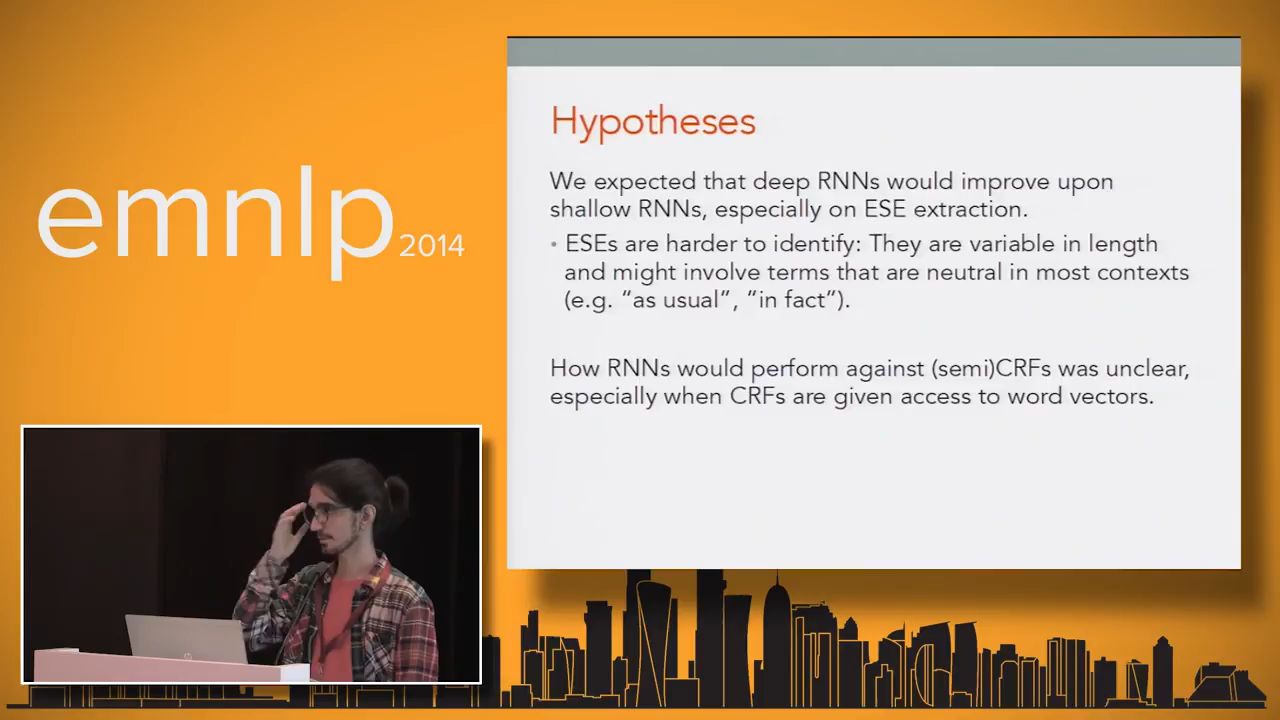 emnlp 2014
Hypotheses
We expected that deep RNNs would improve upon
shallow RNNs, especially on ESE extraction.
• ESEs are harder to identify: They are variable in length
and might involve terms that are neutral in most contexts
(e.g. “as usual”, “in fact”).
How RNNs would perform against (semi)CRFs was unclear,
especially when CRFs are given access to word vectors.